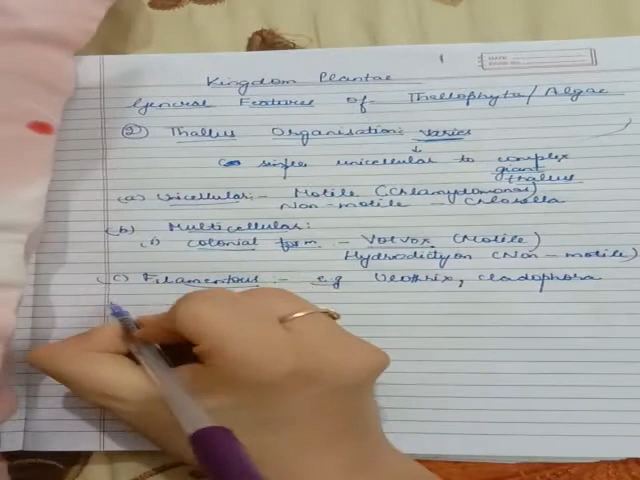 Kingdom Plantae
General Features of Thallophyta/Algae
② Thallus Organisation: varies
↓
simple unicellular to complex
giant
thallus
(a) Unicellular:- Motile (Chlamydomonas)
Non-motile - Chlorella
(b) Multicellular:
(i) colonial form - Volvox (Motile)
Hydrodictyon (Non-motile)
(c) Filamentous :- e.g Ulothrix, cladophora